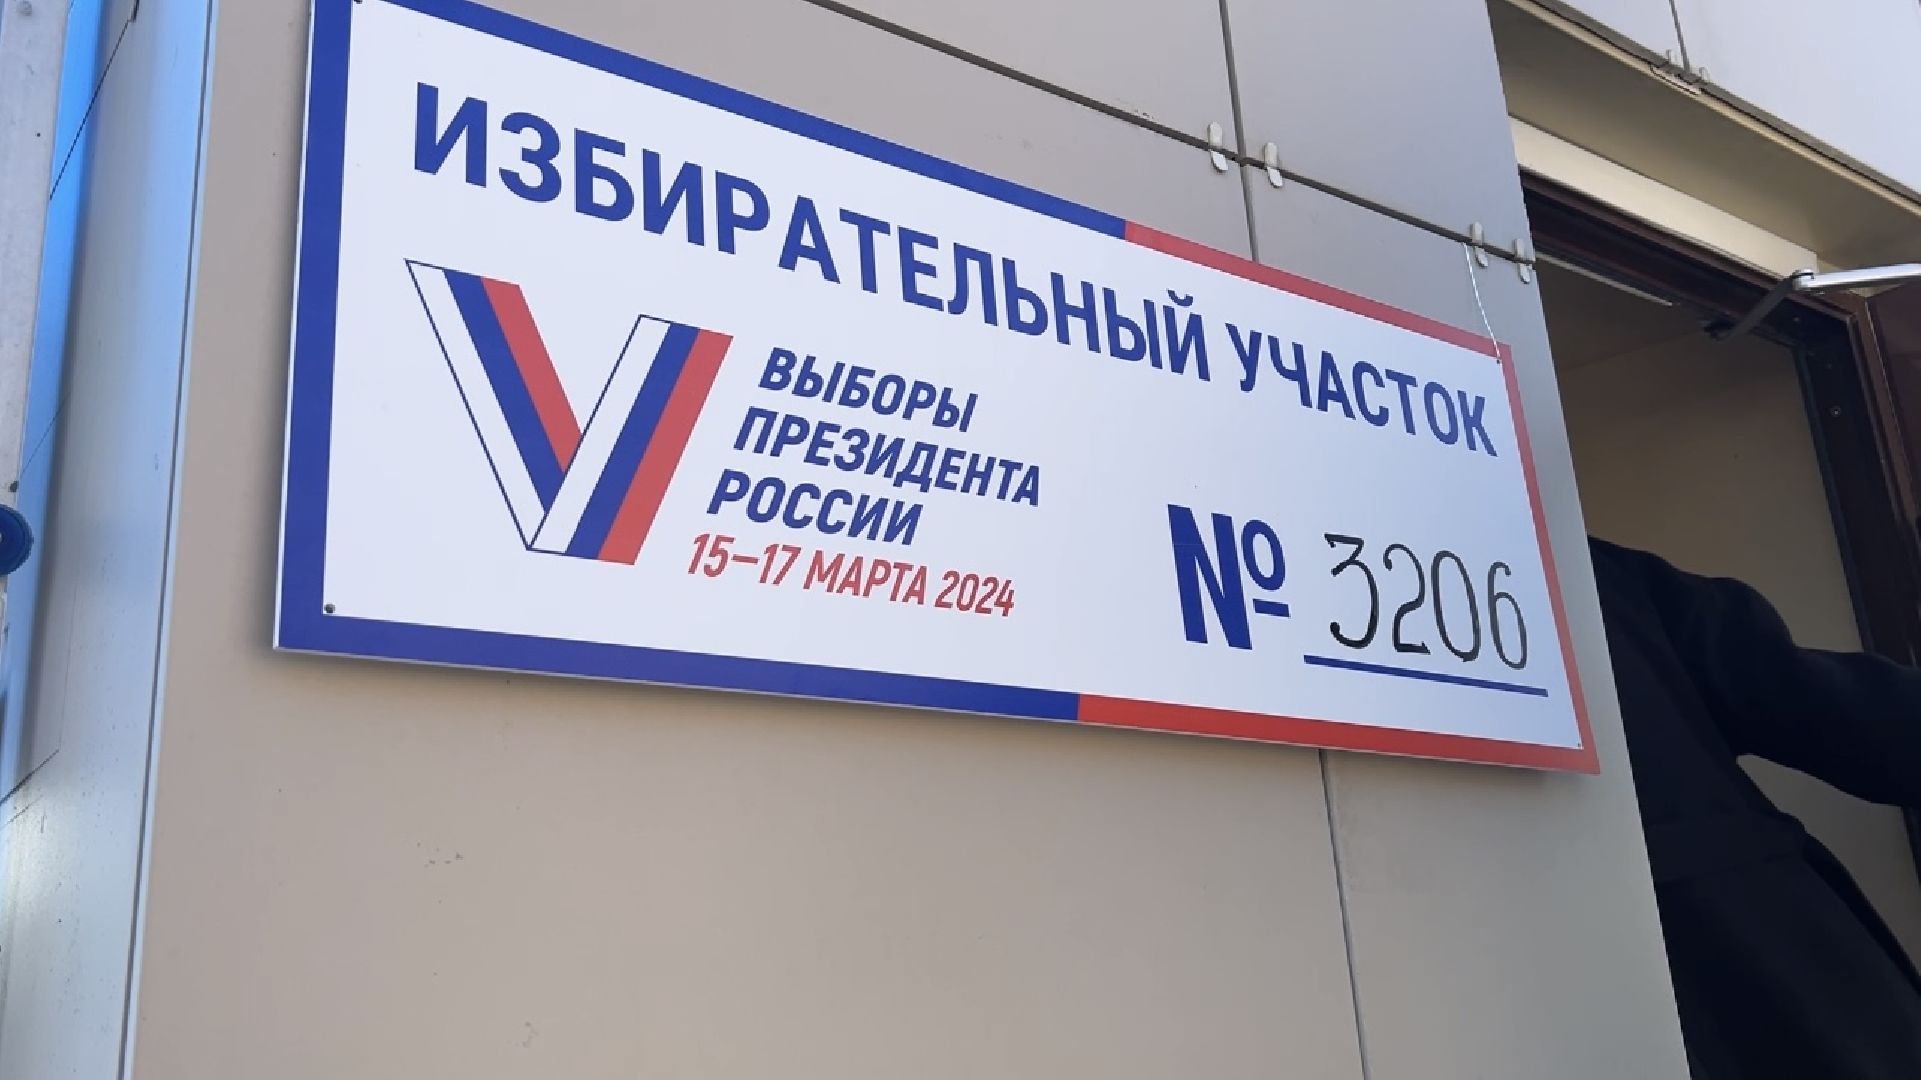 ИЗБИРАТЕЛЬНЫЙ УЧАСТОК
ВЫБОРЫ
ПРЕЗИДЕНТА
РОССИИ
15–17 МАРТА 2024
№ 3206